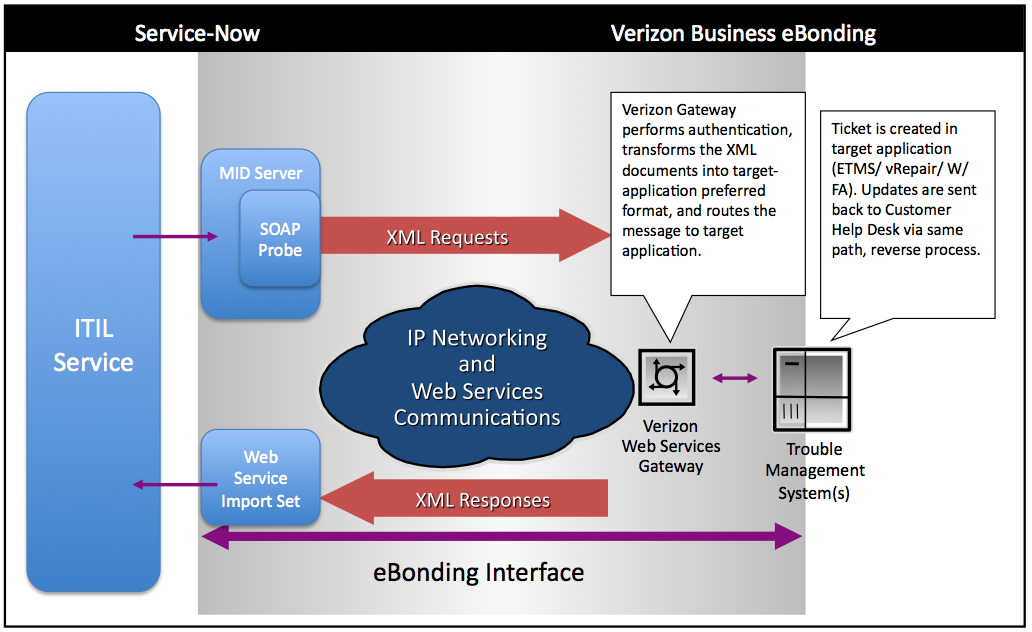 Service-Now
Verizon Business eBonding
ITIL
Service
MID Server
SOAP
Probe
XML Requests
Verizon Gateway
performs authentication,
transforms the XML
documents into target-
application preferred
format, and routes the
message to target
application.
Ticket is created in
target application
(ETMS/ vRepair/ W/
FA). Updates are sent
back to Customer
Help Desk via same
path, reverse process.
IP Networking
and
Web Services
Communications
Verizon
Web Services
Gateway
Trouble
Management
System(s)
Web
Service
Import Set
XML Responses
eBonding Interface